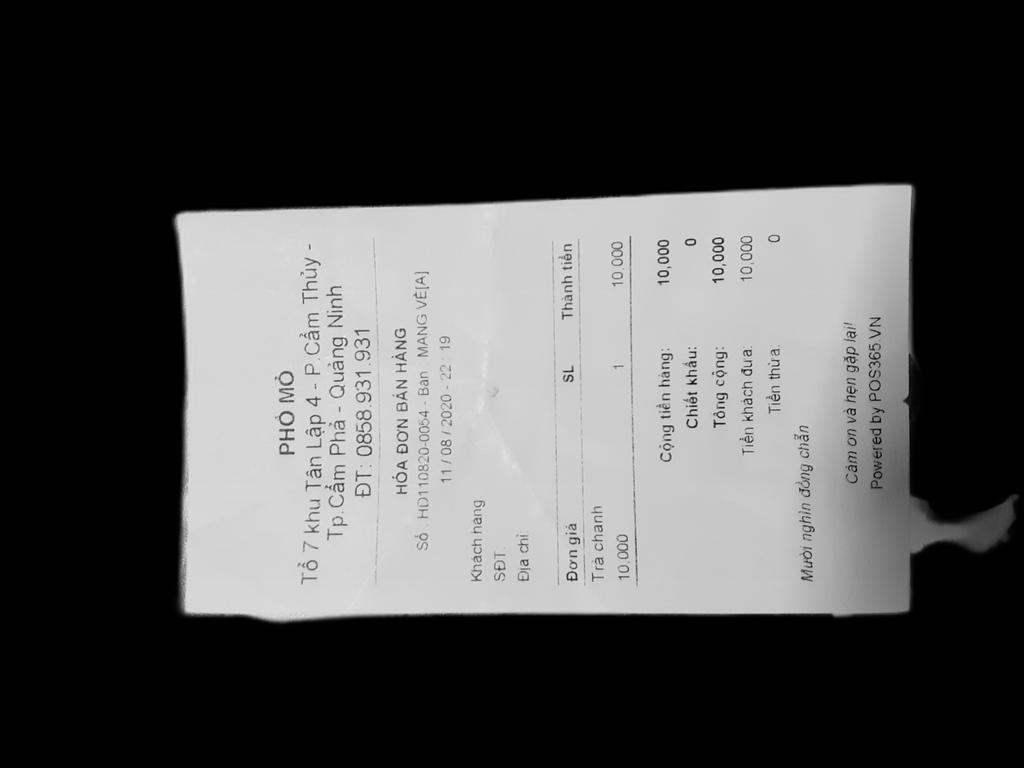 PHỐ MỎ
Tổ 7 khu Tân Lập 4 - P.Cẩm Thủy -
Tp.Cẩm Phả - Quảng Ninh
ĐT: 0858.931.931
HÓA ĐƠN BÁN HÀNG
Số : HD110820-0054 - Bàn : MANG VỀ[A]
11 / 08 / 2020 - 22 : 19
Khách hàng
SĐT:
Địa chỉ:
Đơn giá SL Thành tiền
Trà chanh
10.000 1 10,000
Cộng tiền hàng: 10,000
Chiết khấu: 0
Tổng cộng: 10,000
Tiền khách đưa: 10,000
Tiền thừa: 0
Mười nghìn đồng chẵn
Cảm ơn và hẹn gặp lại!
Powered by POS365.VN